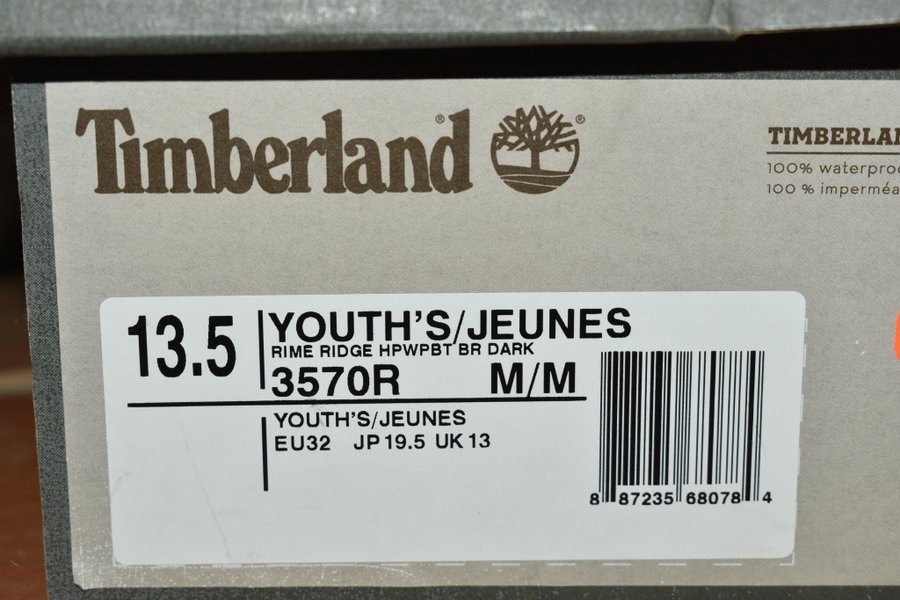 Timberland® ®
TIMBERLAN
100% waterproo
100 % imperméa
13.5
YOUTH'S/JEUNES
RIME RIDGE HPWPBT BR DARK
3570R M/M
YOUTH'S/JEUNES
EU32 JP 19.5 UK 13
8 87235 68078 4